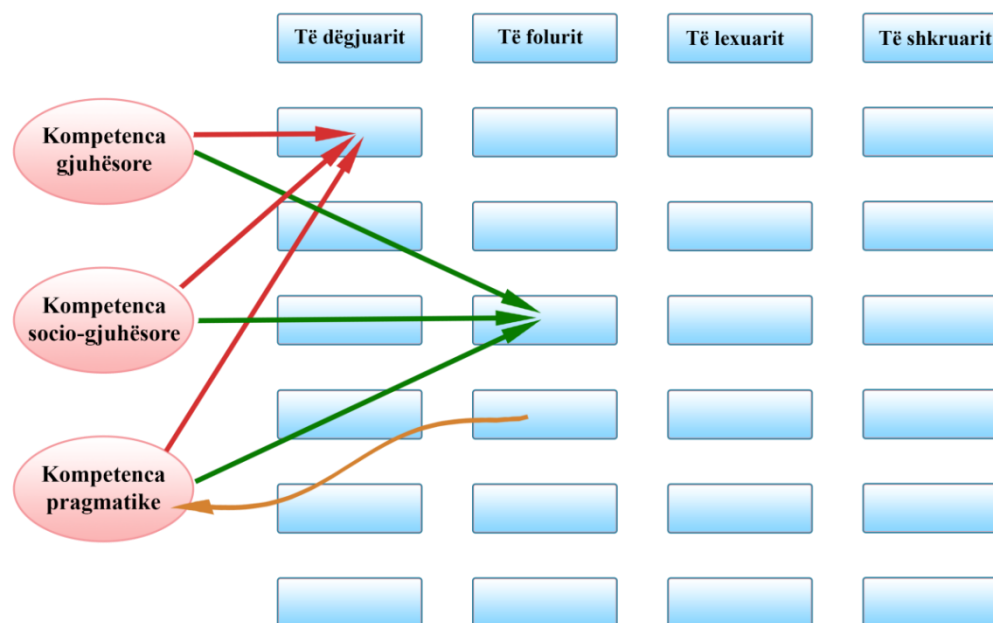 Të dëgjuarit
Të folurit
Të lexuarit
Të shkruarit
Kompetenca
gjuhësore
Kompetenca
socio-gjuhësore
Kompetenca
pragmatike